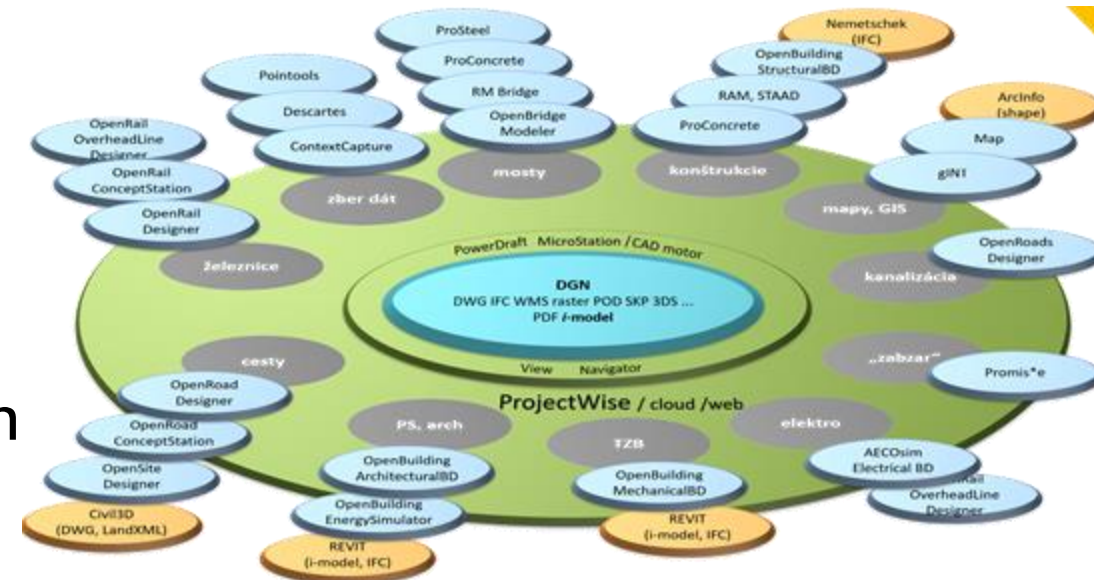 ProSteel
ProConcrete
RM Bridge
OpenBridge
Modeler
mosty
Nemetschek
(IFC)
OpenBuilding
StructuralBD
RAM, STAAD
ProConcrete
konštrukcie
Pointools
Descartes
ContextCapture
zber dát
ArcInfo
(shape)
Map
gINT
mapy, GIS
OpenRail
OverheadLine
Designer
OpenRail
ConceptStation
OpenRail
Designer
železnice
OpenRoads
Designer
kanalizácia
PowerDraft MicroStation /CAD motor
DGN
DWG IFC WMS raster POD SKP 3DS ...
PDF i-model
View Navigator
ProjectWise / cloud /web
„zabzar“
Promis*e
cesty
OpenRoad
Designer
OpenRoad
ConceptStation
OpenSite
Designer
Civil3D
(DWG, LandXML)
PS, arch
OpenBuilding
ArchitecturalBD
OpenBuilding
EnergySimulator
REVIT
(i-model, IFC)
TZB
OpenBuilding
MechanicalBD
REVIT
(i-model, IFC)
elektro
AECOsim
Electrical BD
OverheadLine
Designer